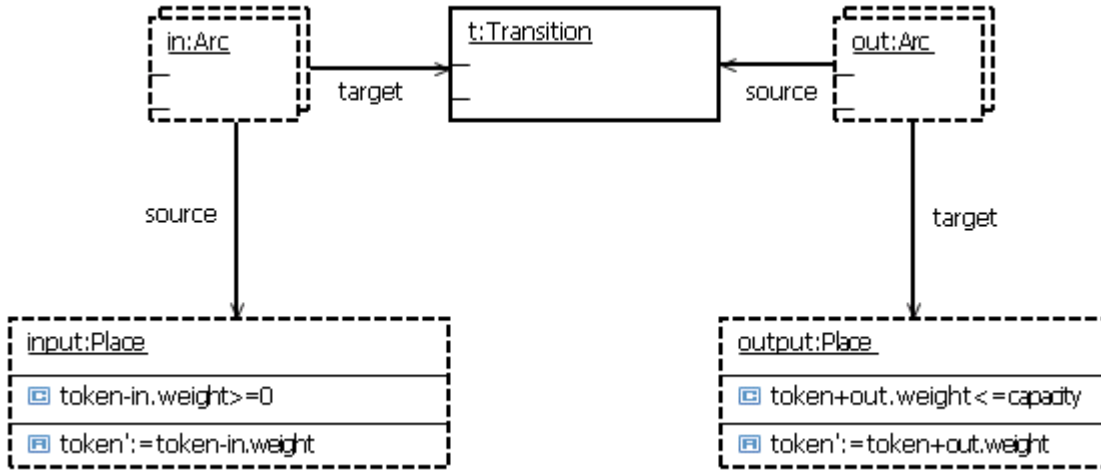 in:Arc
t:Transition
out:Arc
target
source
source
target
input:Place
C token-in.weight>=0
A token':=token-in.weight
output:Place
C token+out.weight<=capacity
A token':=token+out.weight